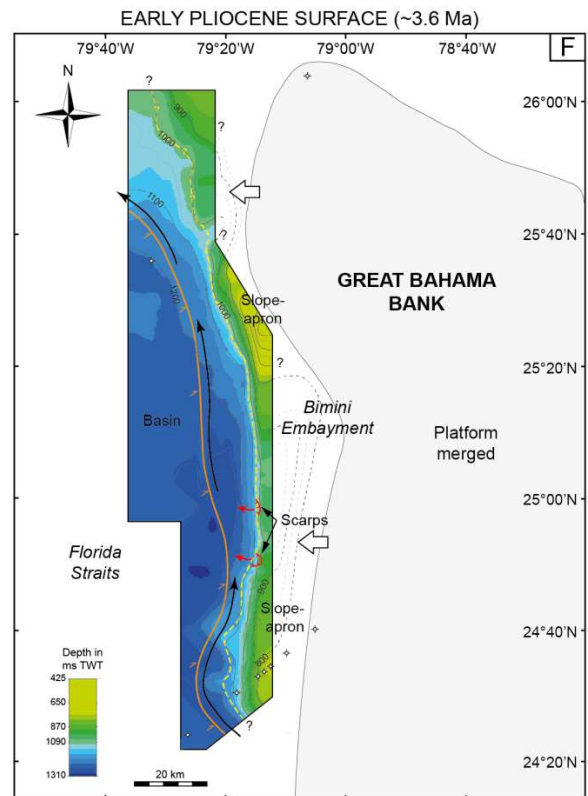 EARLY PLIOCENE SURFACE (~3.6 Ma)
79°40'W
79°20'W
79°00'W
78°40'W
F
N
?
900
1000
?
26°00'N
1100
?
25°40'N
1200
Slope-
apron
1000
GREAT BAHAMA
BANK
?
25°20'N
Basin
Bimini
Embayment
Platform
merged
25°00'N
Scarps
Florida
Straits
Slope-
apron
24°40'N
800
?
Depth in
ms TWT
425
650
870
1090
1310
20 km
24°20'N